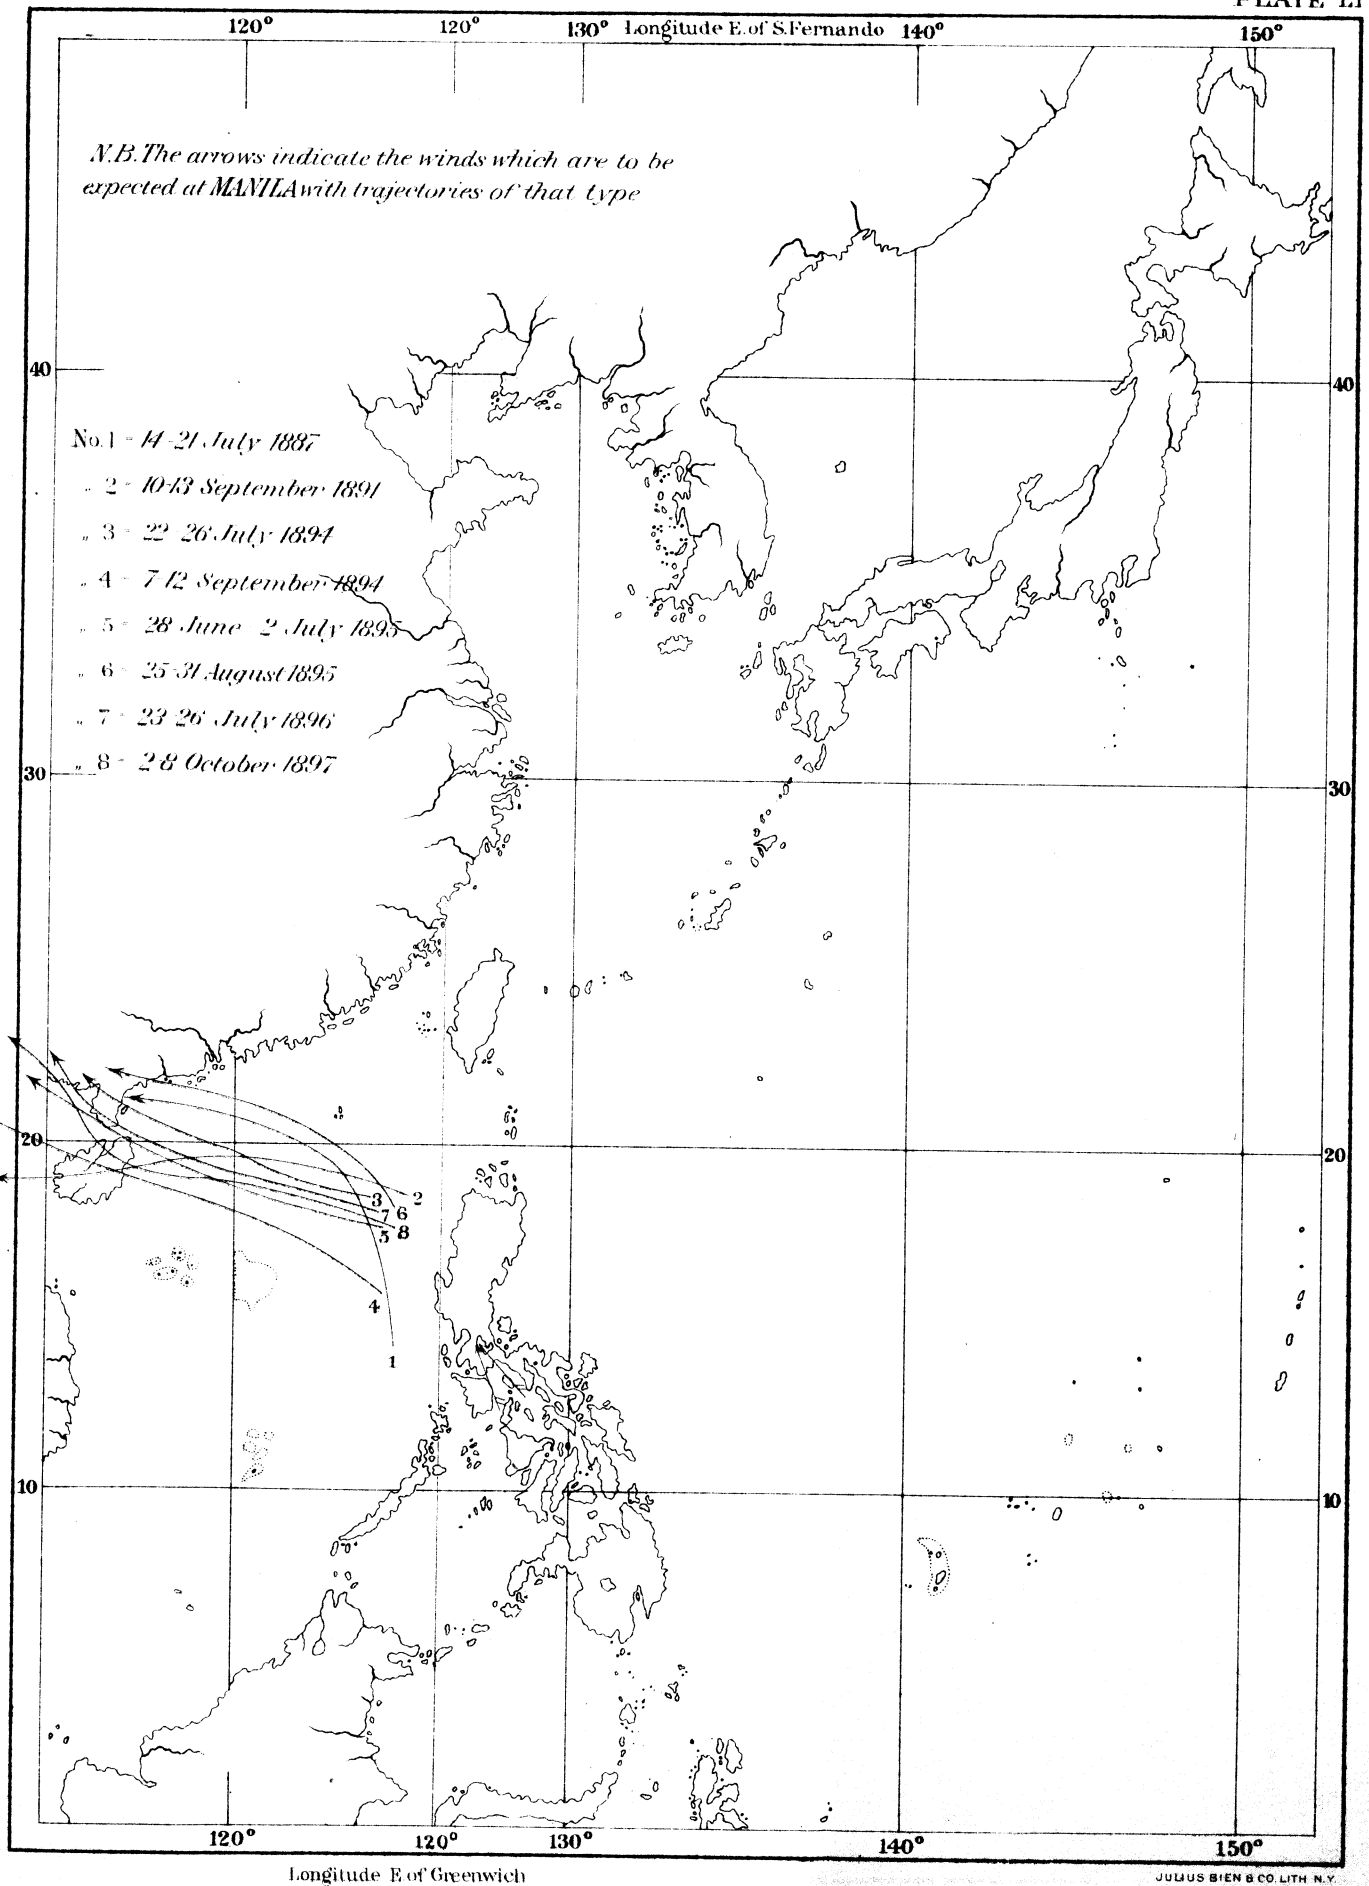 PLATE LI
120° 120° 130° Longitude E. of S. Fernando 140° 150°
N.B. The arrows indicate the winds which are to be
expected at MANILA with trajectories of that type
40 40
No. 1 = 14-21 July 1887
„ 2 = 10-13 September 1891
„ 3 = 22-26 July 1894
„ 4 = 7-12 September 1894
„ 5 = 28 June 2 July 1895
„ 6 = 25-31 August 1895
„ 7 = 23-26 July 1896
„ 8 = 2-8 October 1897
30 30
20 20
3 2
7 6
5 8
4
1
10 10
120° 120° 130° 140° 150°
Longitude E of Greenwich
JULIUS BIEN & CO. LITH N.Y.